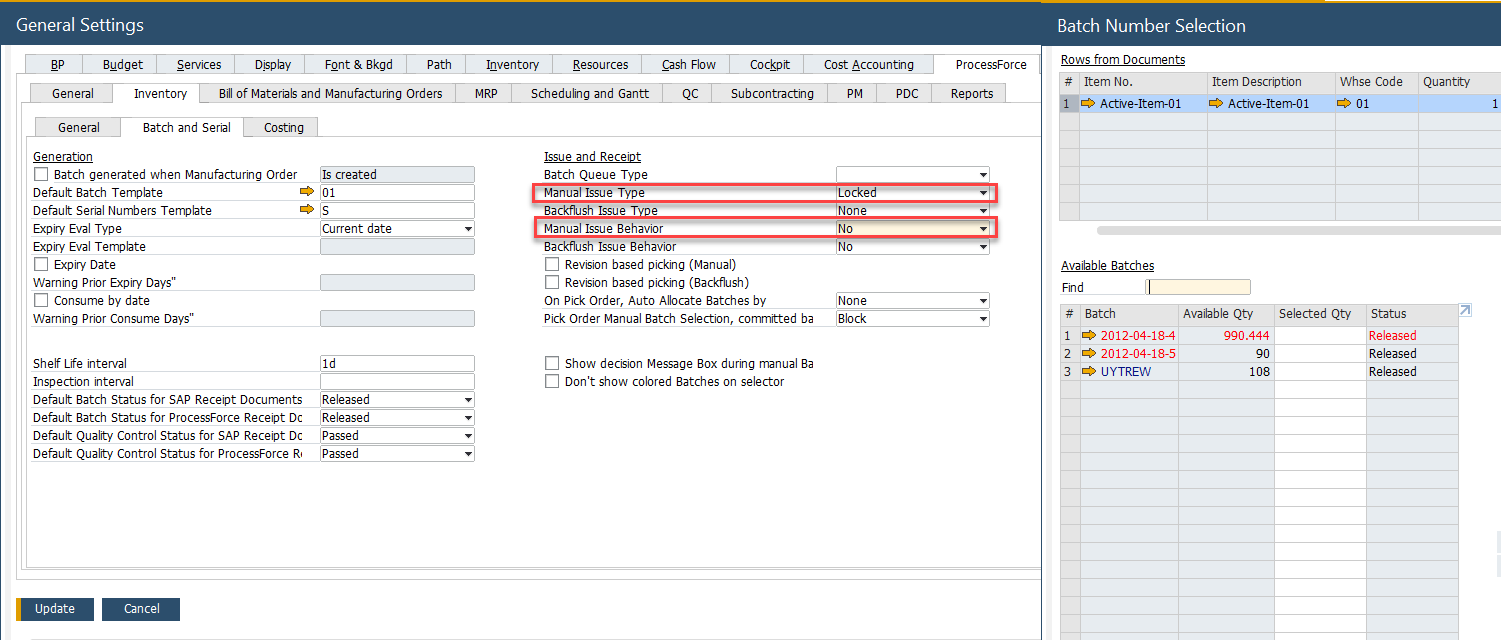 General Settings
BP Budget Services Display Font & Bkgd Path Inventory Resources Cash Flow Cockpit Cost Accounting ProcessForce
General Inventory Bill of Materials and Manufacturing Orders MRP Scheduling and Gantt QC Subcontracting PM PDC Reports
General Batch and Serial Costing
Generation
Batch generated when Manufacturing Order Is created
Default Batch Template 01
Default Serial Numbers Template S
Expiry Eval Type Current date
Expiry Eval Template
Expiry Date
Warning Prior Expiry Days"
Consume by date
Warning Prior Consume Days"
Shelf Life interval 1d
Inspection interval
Default Batch Status for SAP Receipt Documents Released
Default Batch Status for ProcessForce Receipt Dc Released
Default Quality Control Status for SAP Receipt Dc Passed
Default Quality Control Status for ProcessForce Re Passed
Issue and Receipt
Batch Queue Type
Manual Issue Type Locked
Backflush Issue Type None
Manual Issue Behavior No
Backflush Issue Behavior No
Revision based picking (Manual)
Revision based picking (Backflush)
On Pick Order, Auto Allocate Batches by None
Pick Order Manual Batch Selection, committed ba Block
Show decision Message Box during manual Ba
Don't show colored Batches on selector
Update Cancel
Batch Number Selection
Rows from Documents
# Item No. Item Description Whse Code Quantity
1 Active-Item-01 Active-Item-01 01 1
Available Batches
Find
# Batch Available Qty Selected Qty Status
1 2012-04-18-4 990.444 Released
2 2012-04-18-5 90 Released
3 UYTREW 108 Released